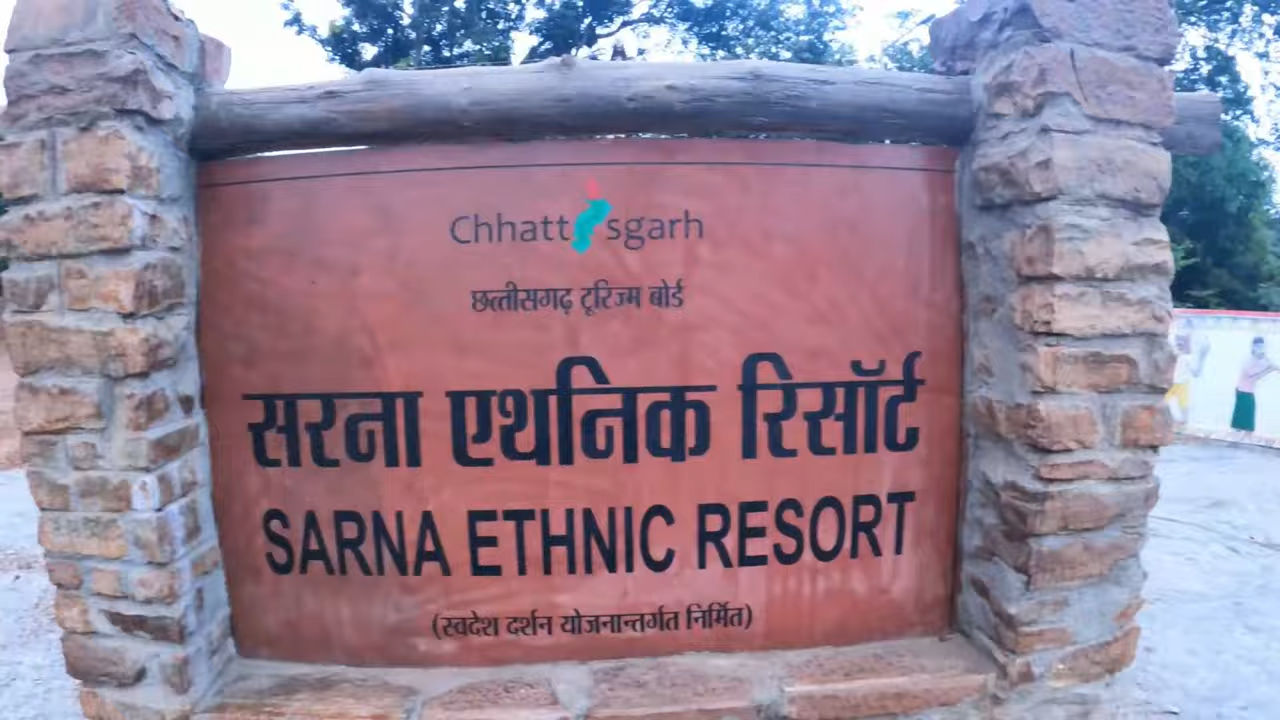 Chhattisgarh
छत्तीसगढ़ टूरिज्म बोर्ड
सरना एथनिक रिसॉर्ट
SARNA ETHNIC RESORT
(स्वदेश दर्शन योजनान्तर्गत निर्मित)